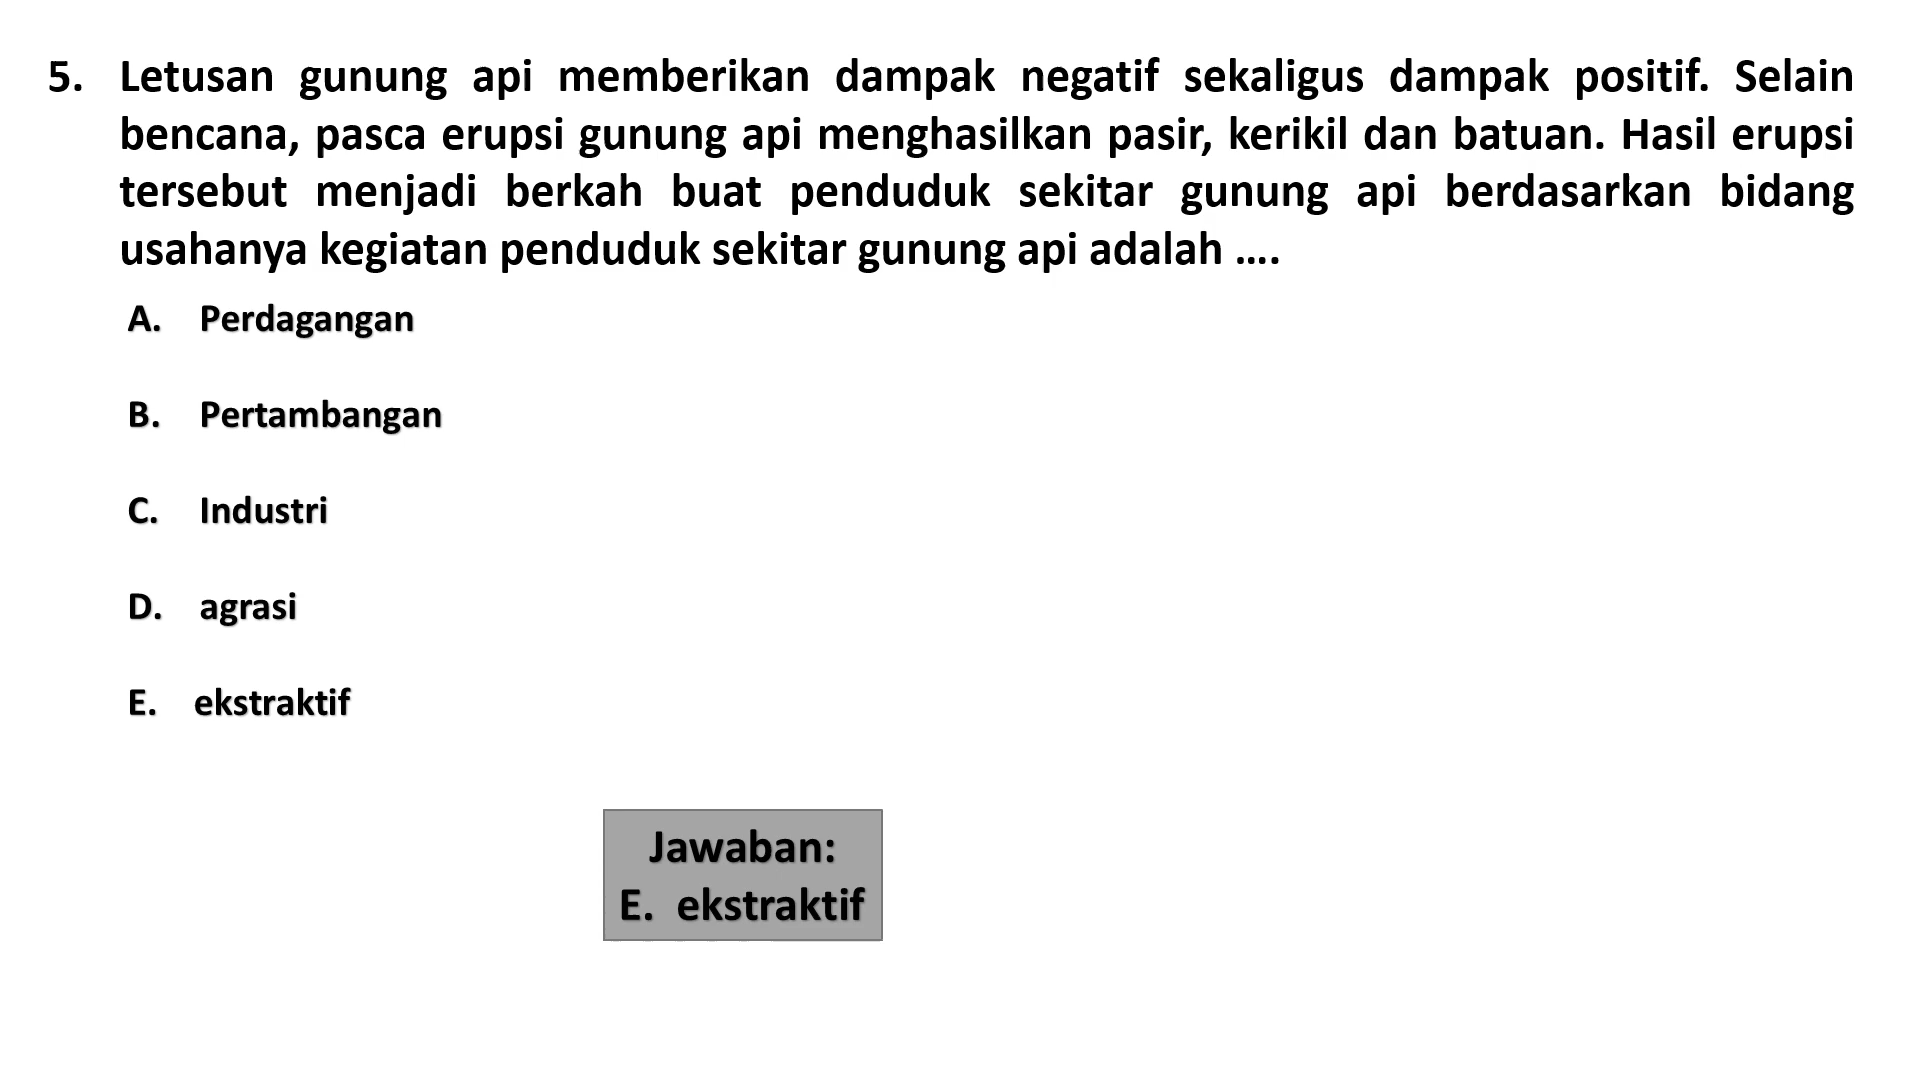 5. Letusan gunung api memberikan dampak negatif sekaligus dampak positif. Selain
bencana, pasca erupsi gunung api menghasilkan pasir, kerikil dan batuan. Hasil erupsi
tersebut menjadi berkah buat penduduk sekitar gunung api berdasarkan bidang
usahanya kegiatan penduduk sekitar gunung api adalah ....
A. Perdagangan
B. Pertambangan
C. Industri
D. agrasi
E. ekstraktif
Jawaban:
E. ekstraktif